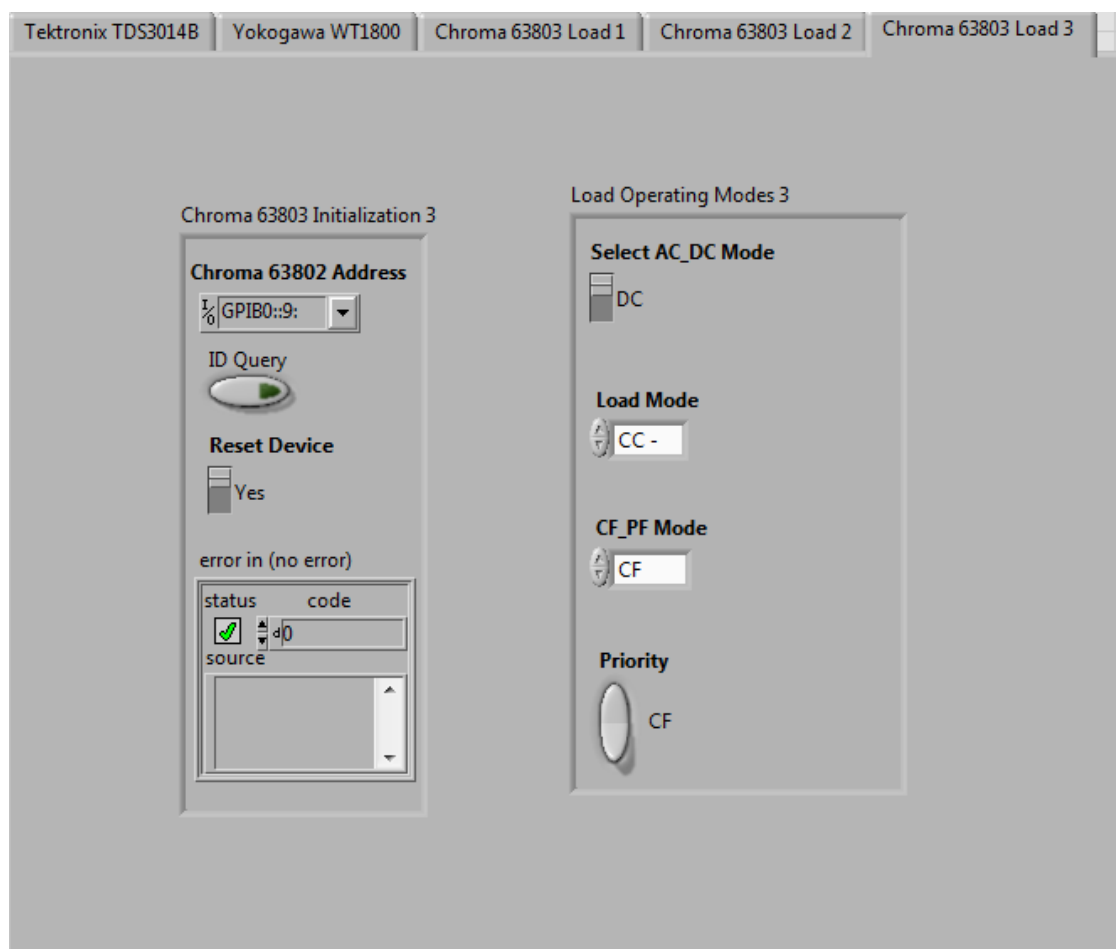 Tektronix TDS3014B Yokogawa WT1800 Chroma 63803 Load 1 Chroma 63803 Load 2 Chroma 63803 Load 3
Chroma 63803 Initialization 3
Chroma 63802 Address
I/O GPIB0::9:
ID Query
Reset Device
Yes
error in (no error)
status code
d0
source
Load Operating Modes 3
Select AC_DC Mode
DC
Load Mode
CC -
CF_PF Mode
CF
Priority
CF